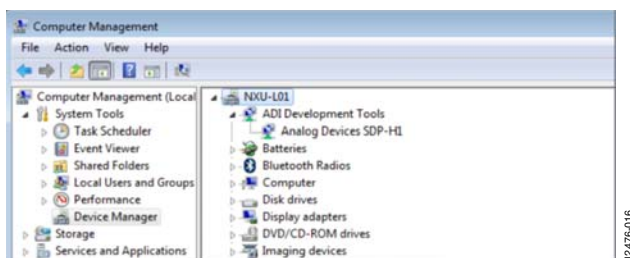 Computer Management
File Action View Help
Computer Management (Local
System Tools
Task Scheduler
Event Viewer
Shared Folders
Local Users and Groups
Performance
Device Manager
Storage
Services and Applications
NXU-L01
ADI Development Tools
Analog Devices SDP-H1
Batteries
Bluetooth Radios
Computer
Disk drives
Display adapters
DVD/CD-ROM drives
Imaging devices